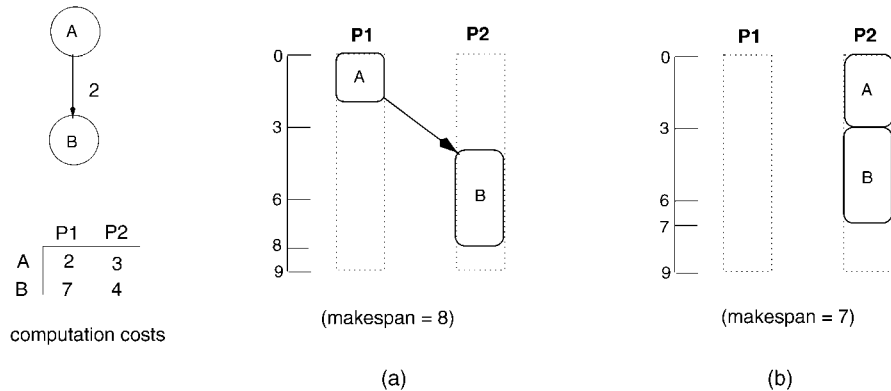 A
2
B
P1 P2
A 2 3
B 7 4
computation costs
P1 P2
0
A
3
B
6
8
9
(makespan = 8)
(a)
P1 P2
0
A
3
B
6
7
9
(makespan = 7)
(b)